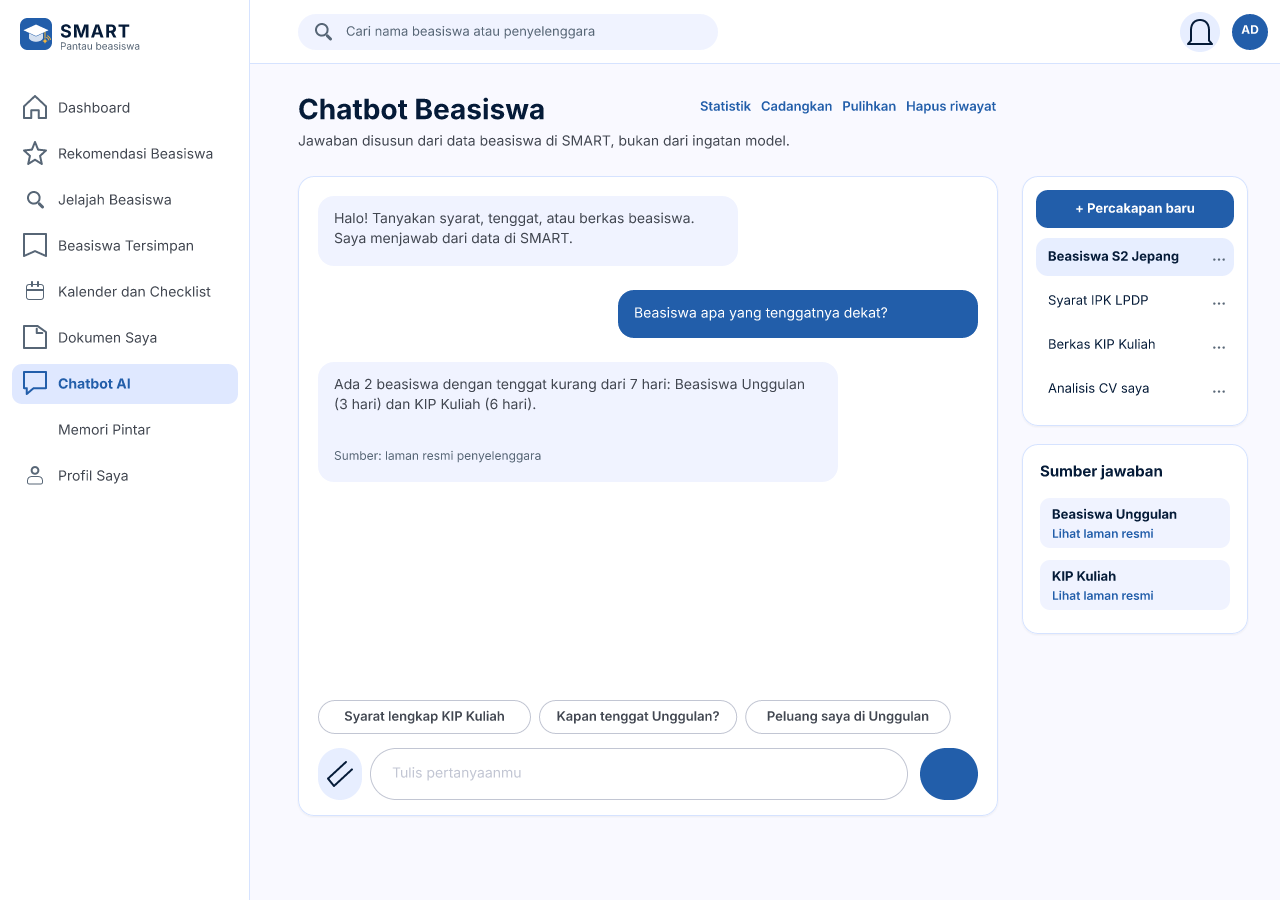 SMART
Pantau beasiswa
Cari nama beasiswa atau penyelenggara
AD
Dashboard
Rekomendasi Beasiswa
Jelajah Beasiswa
Beasiswa Tersimpan
Kalender dan Checklist
Dokumen Saya
Chatbot AI
Memori Pintar
Profil Saya
Chatbot Beasiswa
Statistik Cadangkan Pulihkan Hapus riwayat
Jawaban disusun dari data beasiswa di SMART, bukan dari ingatan model.
Halo! Tanyakan syarat, tenggat, atau berkas beasiswa.
Saya menjawab dari data di SMART.
Beasiswa apa yang tenggatnya dekat?
Ada 2 beasiswa dengan tenggat kurang dari 7 hari: Beasiswa Unggulan
(3 hari) dan KIP Kuliah (6 hari).
Sumber: laman resmi penyelenggara
Syarat lengkap KIP Kuliah
Kapan tenggat Unggulan?
Peluang saya di Unggulan
Tulis pertanyaanmu
+ Percakapan baru
Beasiswa S2 Jepang ...
Syarat IPK LPDP ...
Berkas KIP Kuliah ...
Analisis CV saya ...
Sumber jawaban
Beasiswa Unggulan
Lihat laman resmi
KIP Kuliah
Lihat laman resmi